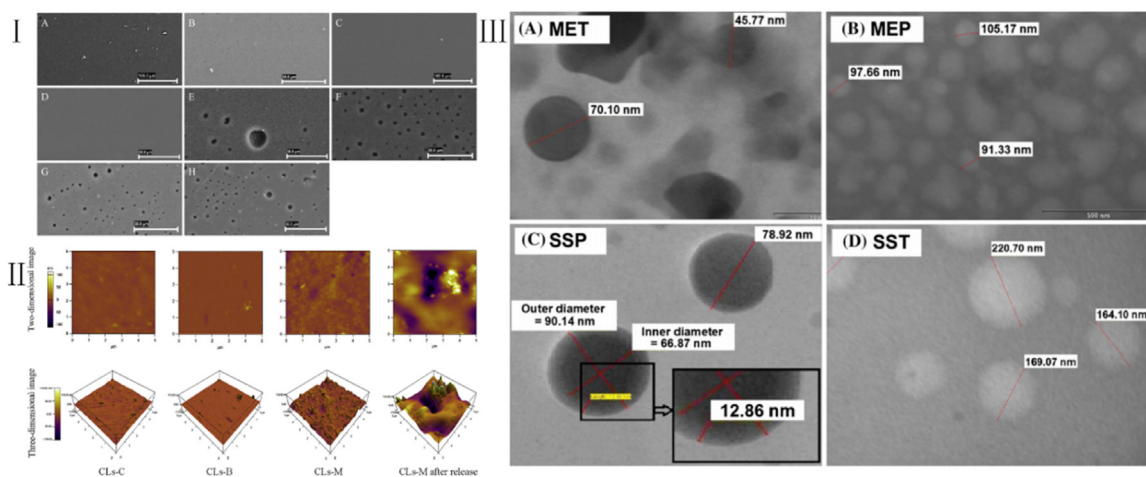 I
A
B
C
D
E
F
G
H
II
Two-dimensional image
Three-dimensional image
CLs-C
CLs-B
CLs-M
CLs-M after release
III
(A) MET
45.77 nm
70.10 nm
(B) MEP
105.17 nm
97.66 nm
91.33 nm
500 nm
(C) SSP
78.92 nm
Outer diameter
= 90.14 nm
Inner diameter
= 66.87 nm
12.86 nm
(D) SST
220.70 nm
164.10 nm
169.07 nm